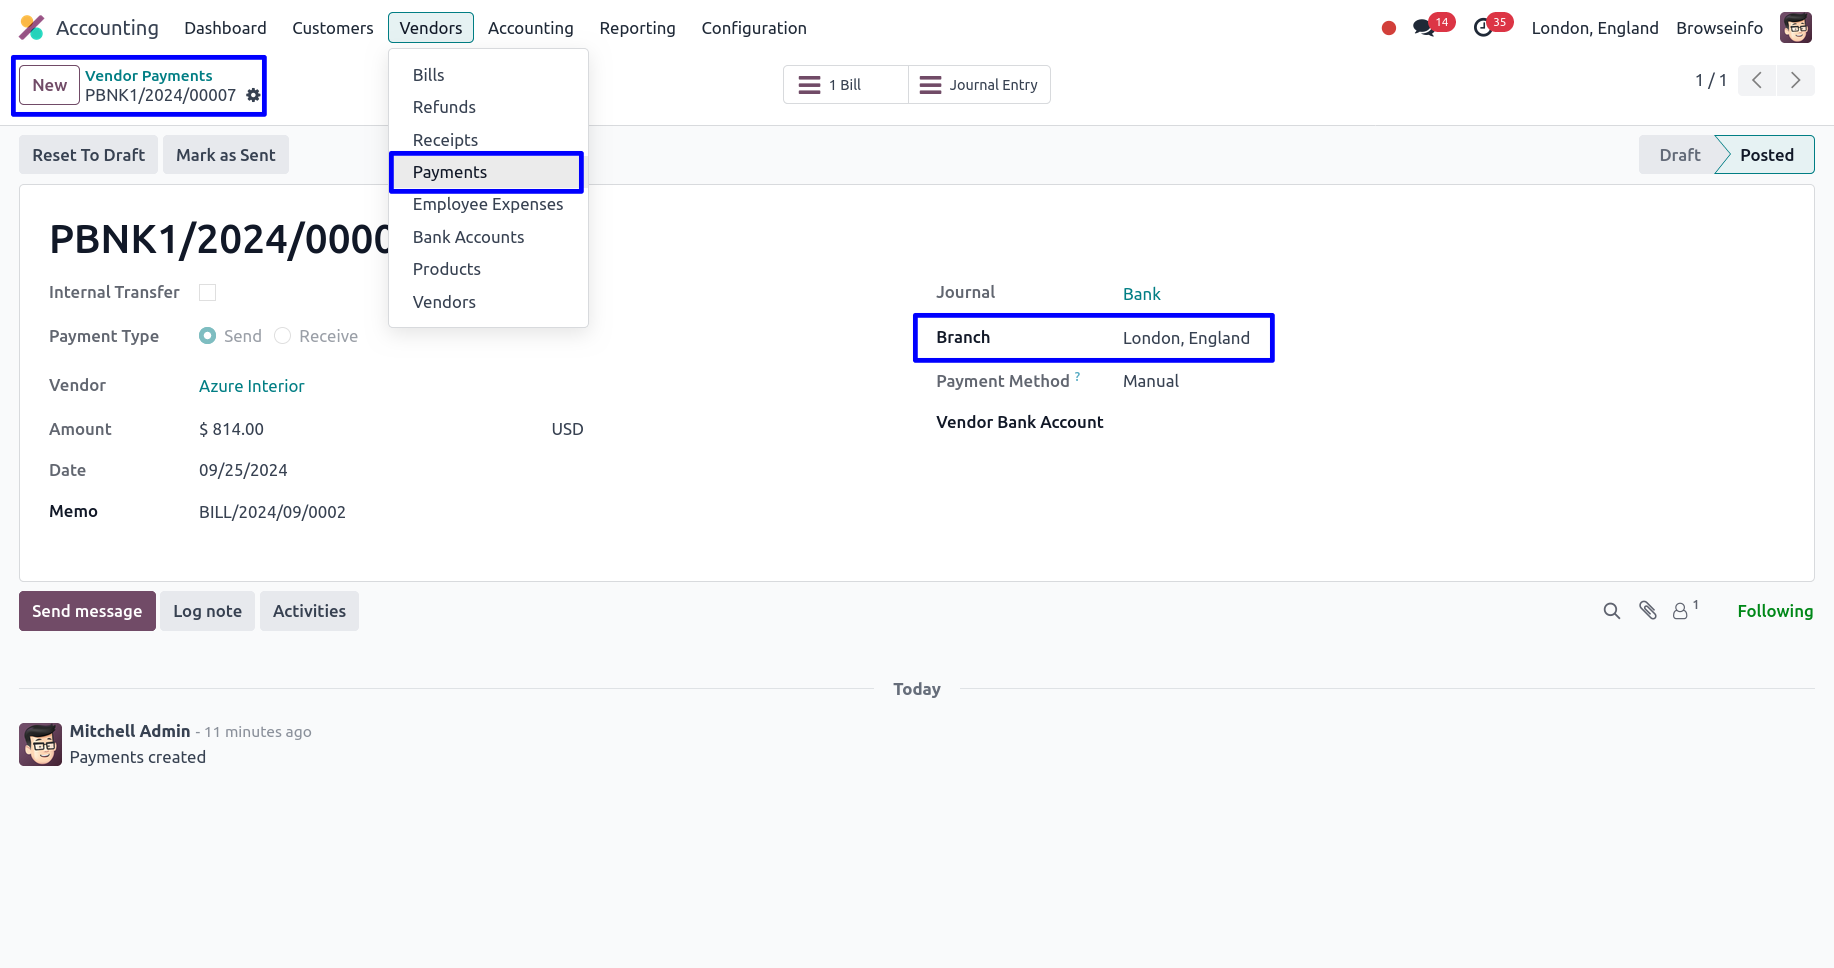 Accounting Dashboard Customers Vendors Accounting Reporting Configuration 14 35 London, England Browseinfo
New Vendor Payments
PBNK1/2024/00007
1 Bill Journal Entry 1 / 1
Bills
Refunds
Receipts
Payments
Employee Expenses
Bank Accounts
Products
Vendors
Reset To Draft Mark as Sent Draft Posted
PBNK1/2024/0000
Internal Transfer
Payment Type Send Receive
Vendor Azure Interior
Amount $ 814.00 USD
Date 09/25/2024
Memo BILL/2024/09/0002
Journal Bank
Branch London, England
Payment Method ? Manual
Vendor Bank Account
Send message Log note Activities 1 Following
Today
Mitchell Admin - 11 minutes ago
Payments created